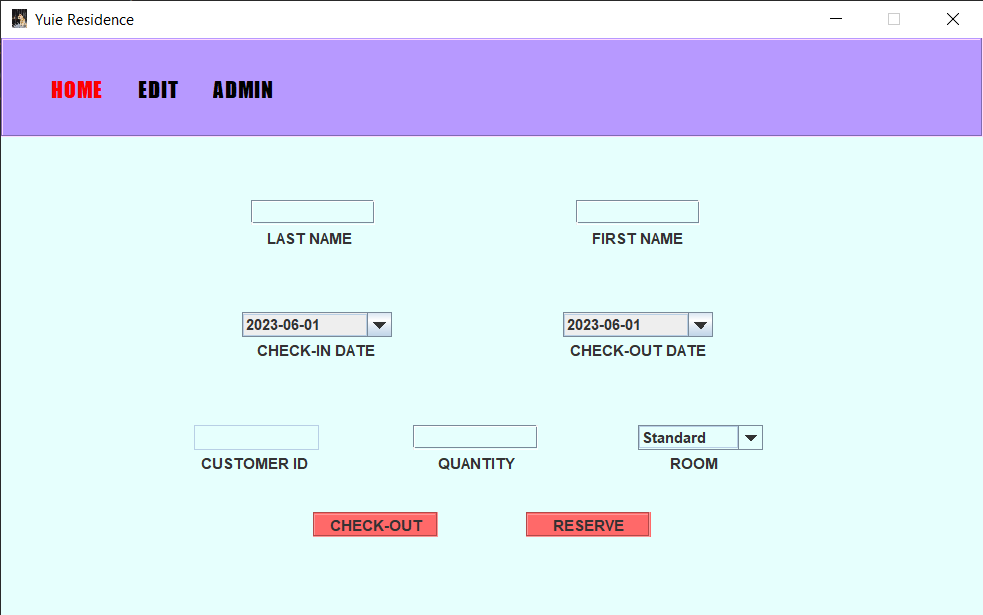 Yuie Residence
HOME EDIT ADMIN
LAST NAME FIRST NAME
2023-06-01 2023-06-01
CHECK-IN DATE CHECK-OUT DATE
Standard
CUSTOMER ID QUANTITY ROOM
CHECK-OUT RESERVE